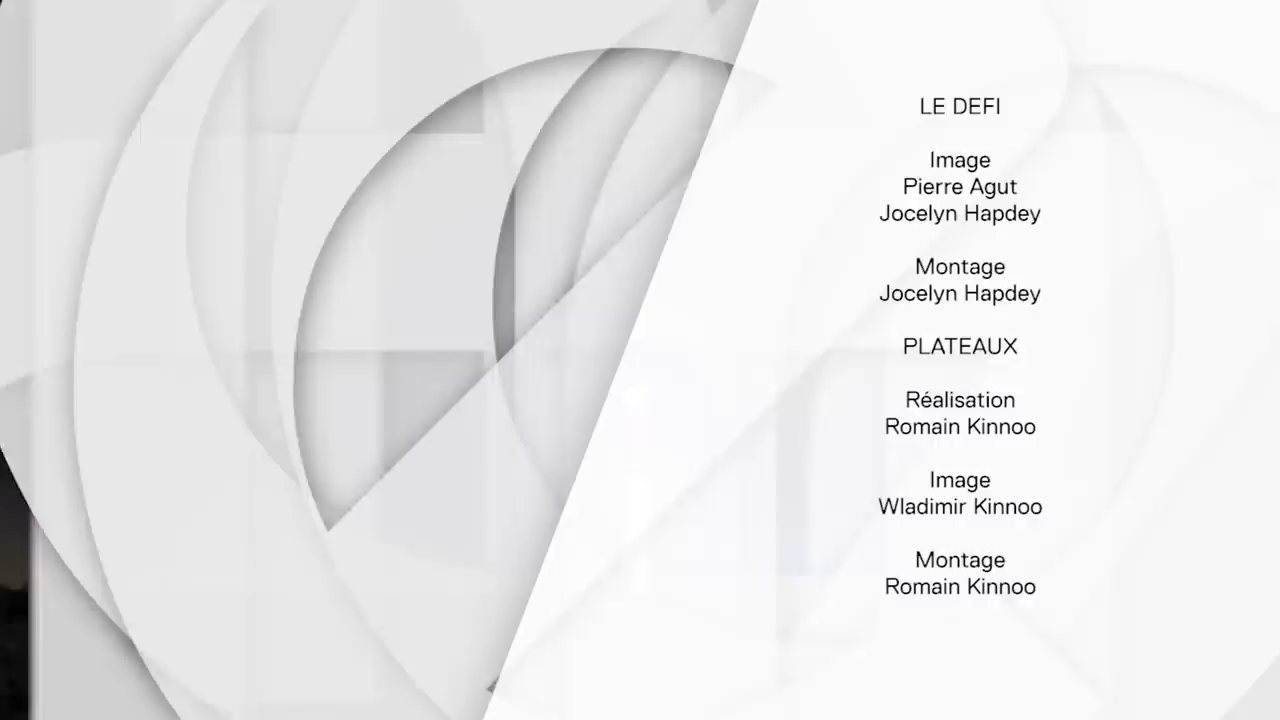 LE DEFI
Image
Pierre Agut
Jocelyn Hapdey
Montage
Jocelyn Hapdey
PLATEAUX
Réalisation
Romain Kinnoo
Image
Wladimir Kinnoo
Montage
Romain Kinnoo